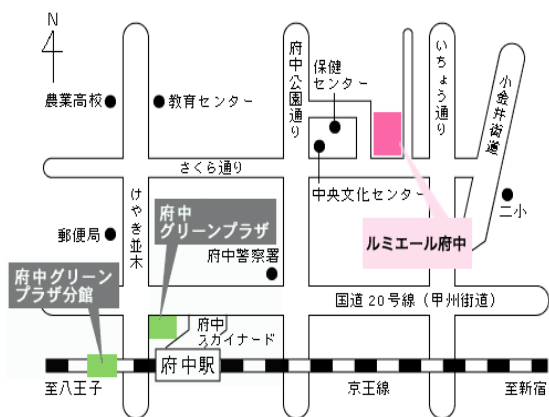 N
農業高校
教育センター
府中公園通り
保健
センター
いちょう通り
小金井街道
さくら通り
中央文化センター
二小
けやき並木
府中
グリーンプラザ
ルミエール府中
郵便局
府中警察署
府中グリーン
プラザ分館
国道20号線(甲州街道)
府中
スカイナード
府中駅
至八王子
京王線
至新宿